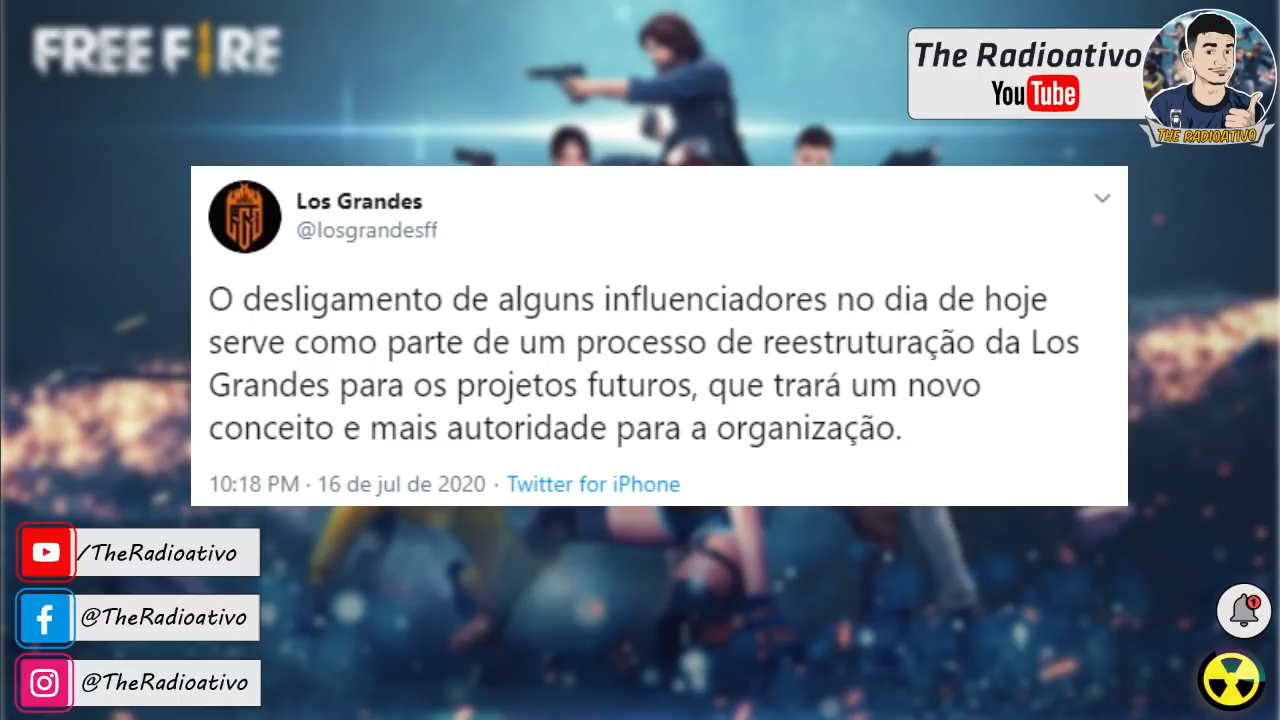 FREE FIRE
The Radioativo
YouTube
THE RADIOATIVO
Los Grandes
@losgrandesff
O desligamento de alguns influenciadores no dia de hoje
serve como parte de um processo de reestruturação da Los
Grandes para os projetos futuros, que trará um novo
conceito e mais autoridade para a organização.
10:18 PM · 16 de jul de 2020 · Twitter for iPhone
/TheRadioativo
@TheRadioativo
@TheRadioativo
1